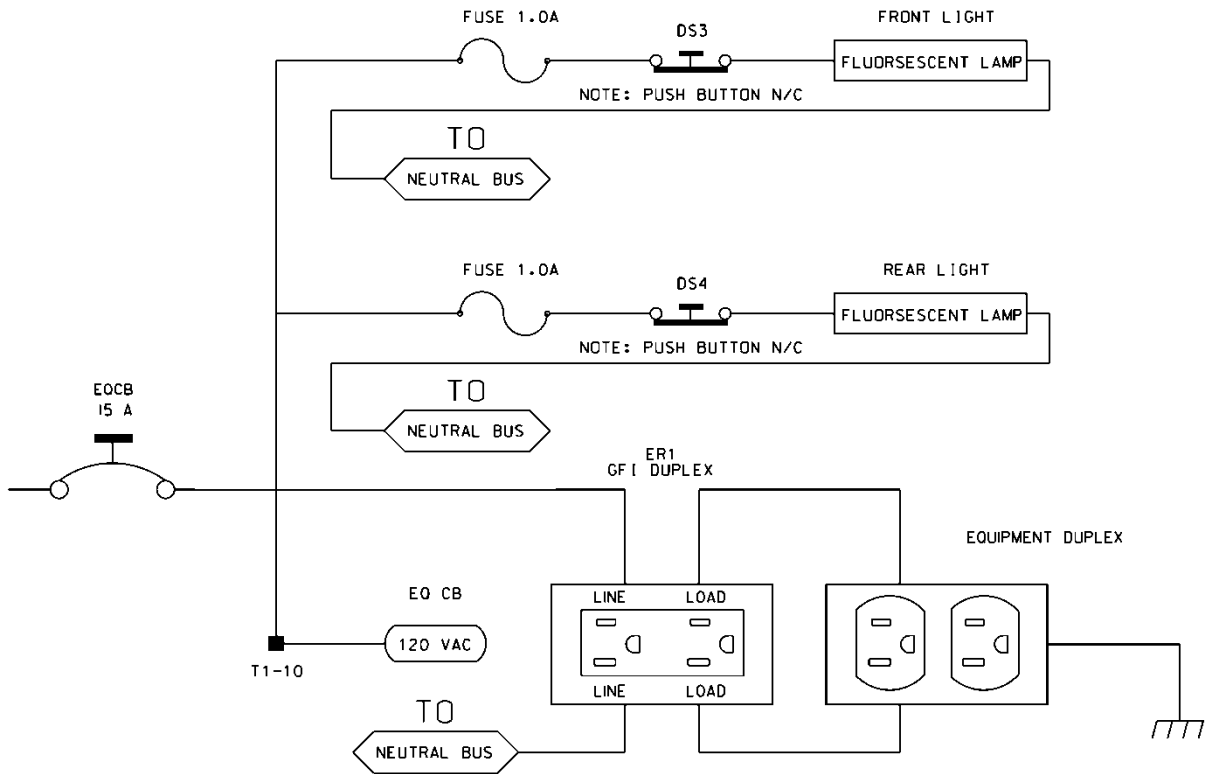 FUSE 1.0A
DS3
FRONT LIGHT
FLUORSESCENT LAMP
NOTE: PUSH BUTTON N/C
TO
NEUTRAL BUS
FUSE 1.0A
DS4
REAR LIGHT
FLUORSESCENT LAMP
NOTE: PUSH BUTTON N/C
TO
NEUTRAL BUS
EQCB
15 A
ER1
GFI DUPLEX
EQUIPMENT DUPLEX
EQ CB
120 VAC
T1-10
LINE LOAD
LINE LOAD
TO
NEUTRAL BUS